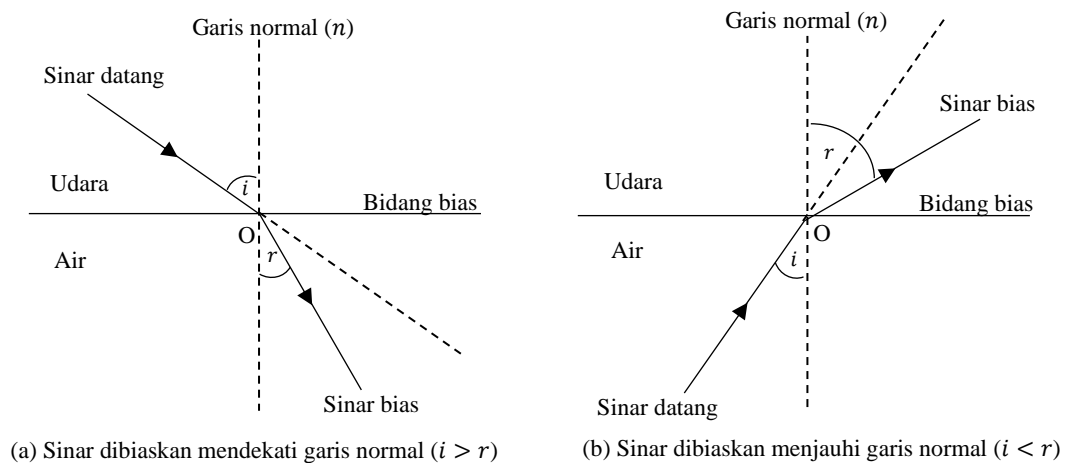 Garis normal (𝑛)
Sinar datang
𝑖
Udara
Bidang bias
O
Air
𝑟
Sinar bias
(a) Sinar dibiaskan mendekati garis normal (𝑖 > 𝑟)
Garis normal (𝑛)
Sinar bias
𝑟
Udara
Bidang bias
O
Air
𝑖
Sinar datang
(b) Sinar dibiaskan menjauhi garis normal (𝑖 < 𝑟)